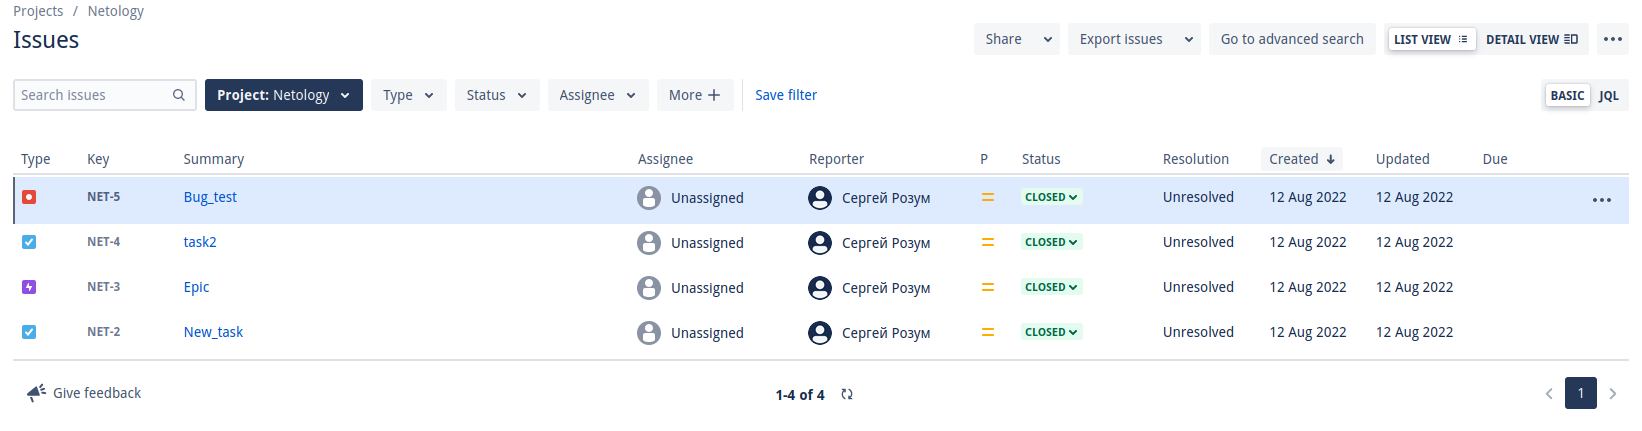 Projects / Netology
Issues
Share Export issues Go to advanced search LIST VIEW DETAIL VIEW
Search issues Project: Netology Type Status Assignee More Save filter BASIC JQL
Type Key Summary Assignee Reporter P Status Resolution Created Updated Due
NET-5 Bug_test Unassigned Сергей Розум CLOSED Unresolved 12 Aug 2022 12 Aug 2022
NET-4 task2 Unassigned Сергей Розум CLOSED Unresolved 12 Aug 2022 12 Aug 2022
NET-3 Epic Unassigned Сергей Розум CLOSED Unresolved 12 Aug 2022 12 Aug 2022
NET-2 New_task Unassigned Сергей Розум CLOSED Unresolved 12 Aug 2022 12 Aug 2022
Give feedback 1-4 of 4 1